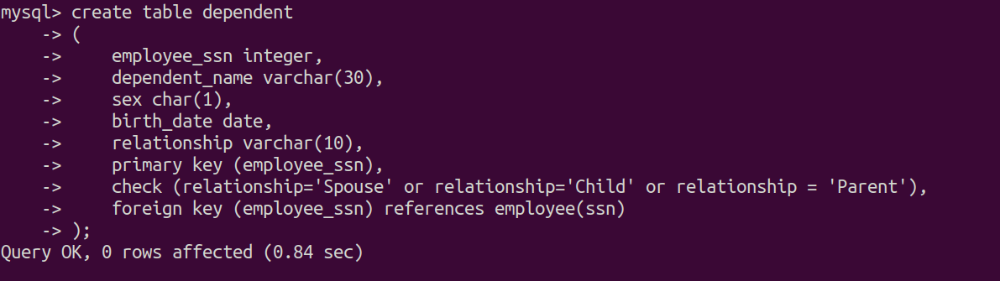 mysql> create table dependent
    -> (
    ->     employee_ssn integer,
    ->     dependent_name varchar(30),
    ->     sex char(1),
    ->     birth_date date,
    ->     relationship varchar(10),
    ->     primary key (employee_ssn),
    ->     check (relationship='Spouse' or relationship='Child' or relationship = 'Parent'),
    ->     foreign key (employee_ssn) references employee(ssn)
    -> );
Query OK, 0 rows affected (0.84 sec)